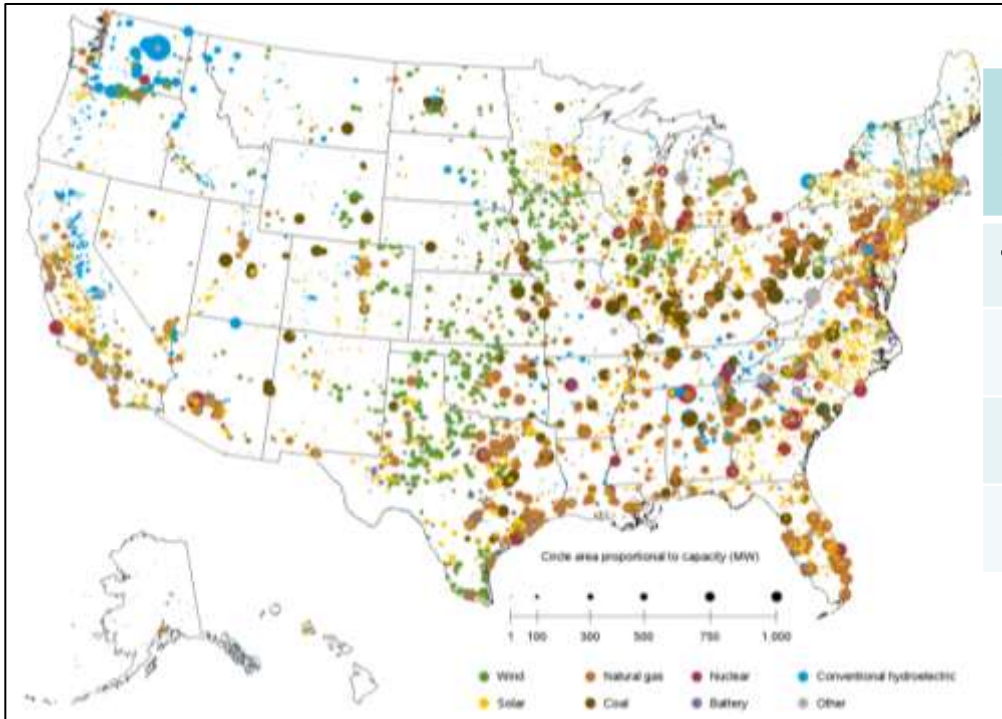 Circle area proportional to capacity (MW)
1 100 300 500 750 1,000
Wind Natural gas Nuclear Conventional hydroelectric
Solar Coal Battery Other